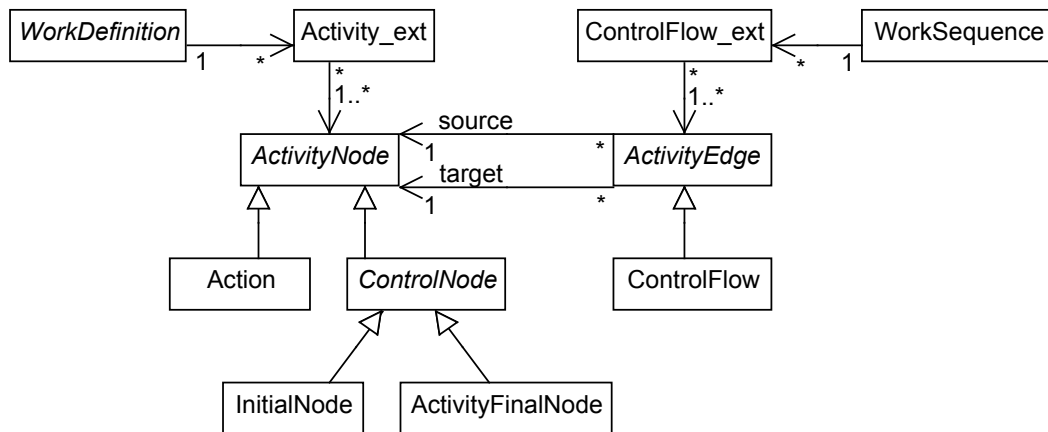 WorkDefinition
Activity_ext
ControlFlow_ext
WorkSequence
1
*
*
1
*
1..*
*
1..*
source
1
*
ActivityNode
ActivityEdge
target
1
*
Action
ControlNode
ControlFlow
InitialNode
ActivityFinalNode